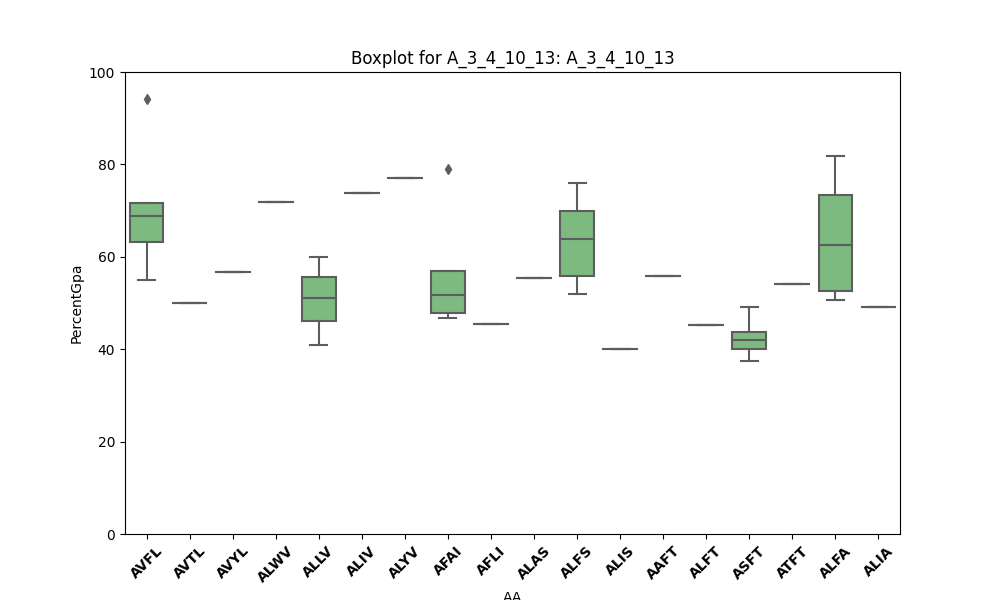 Boxplot for A_3_4_10_13: A_3_4_10_13
100
80
60
40
20
0
PercentGpa
AVFL
AVTL
AVYL
ALWV
ALLV
ALIV
ALYV
AFAI
AFLI
ALAS
ALFS
ALIS
AAFT
ALFT
ASFT
ATFT
ALFA
ALIA
AA